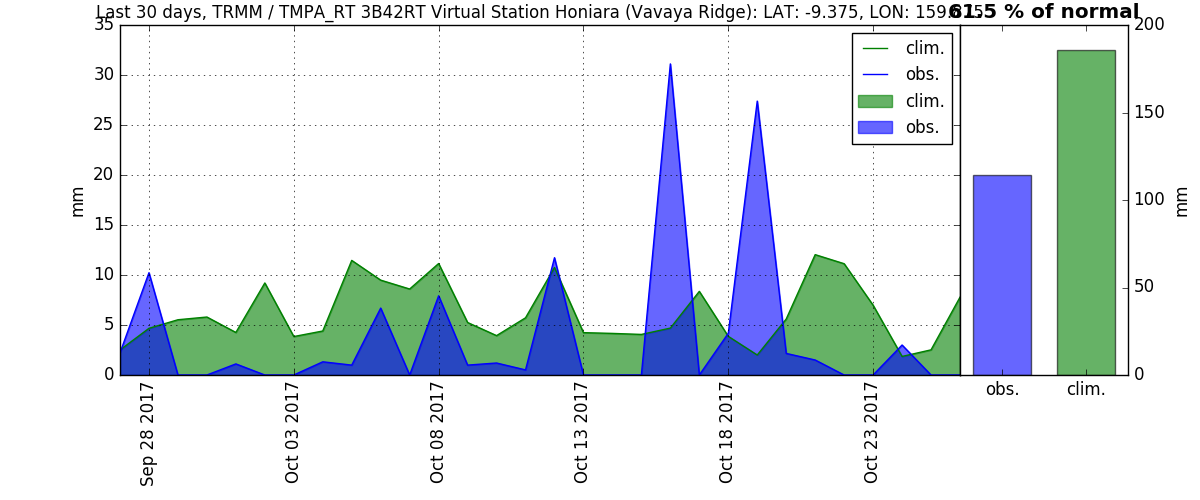 Last 30 days, TRMM / TMPA_RT 3B42RT Virtual Station Honiara (Vavaya Ridge): LAT: -9.375, LON:
% of normal
35
30
25
20
15
10
5
0
mm
clim.
obs.
clim.
obs.
Sep 28 2017
Oct 03 2017
Oct 08 2017
Oct 13 2017
Oct 18 2017
Oct 23 2017
200
150
100
50
0
mm
obs.
clim.